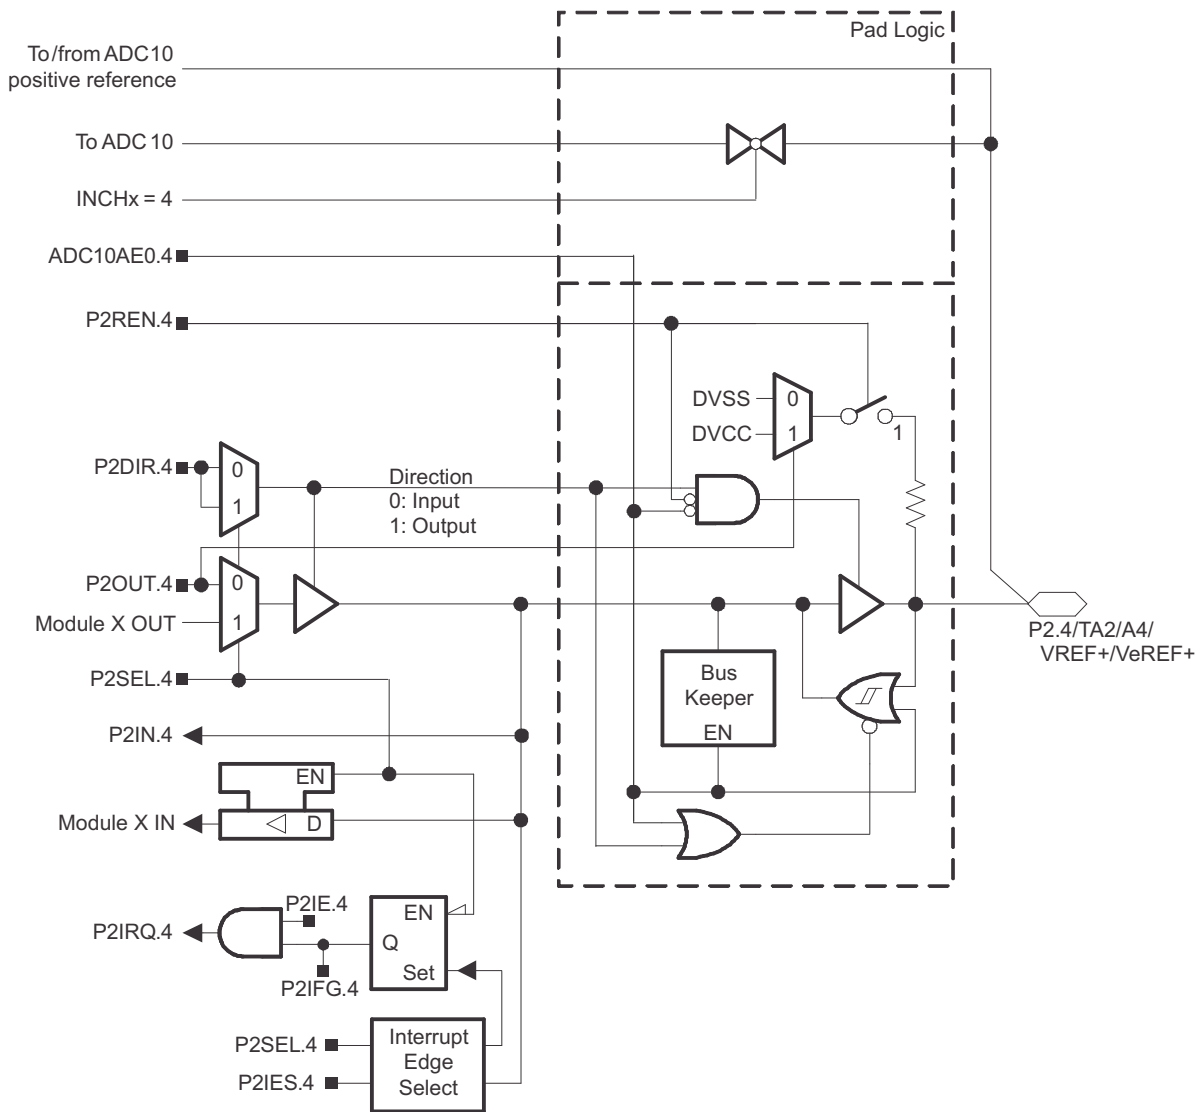 Pad Logic
To/from ADC10
positive reference
To ADC 10
INCHx = 4
ADC10AE0.4
P2REN.4
DVSS
0
DVCC
1
1
P2DIR.4
0
1
Direction
0: Input
1: Output
P2OUT.4
0
Module X OUT
1
P2.4/TA2/A4/
VREF+/VeREF+
P2SEL.4
Bus
Keeper
EN
P2IN.4
EN
Module X IN
D
P2IE.4
EN
P2IRQ.4
Q
Set
P2IFG.4
P2SEL.4
P2IES.4
Interrupt
Edge
Select